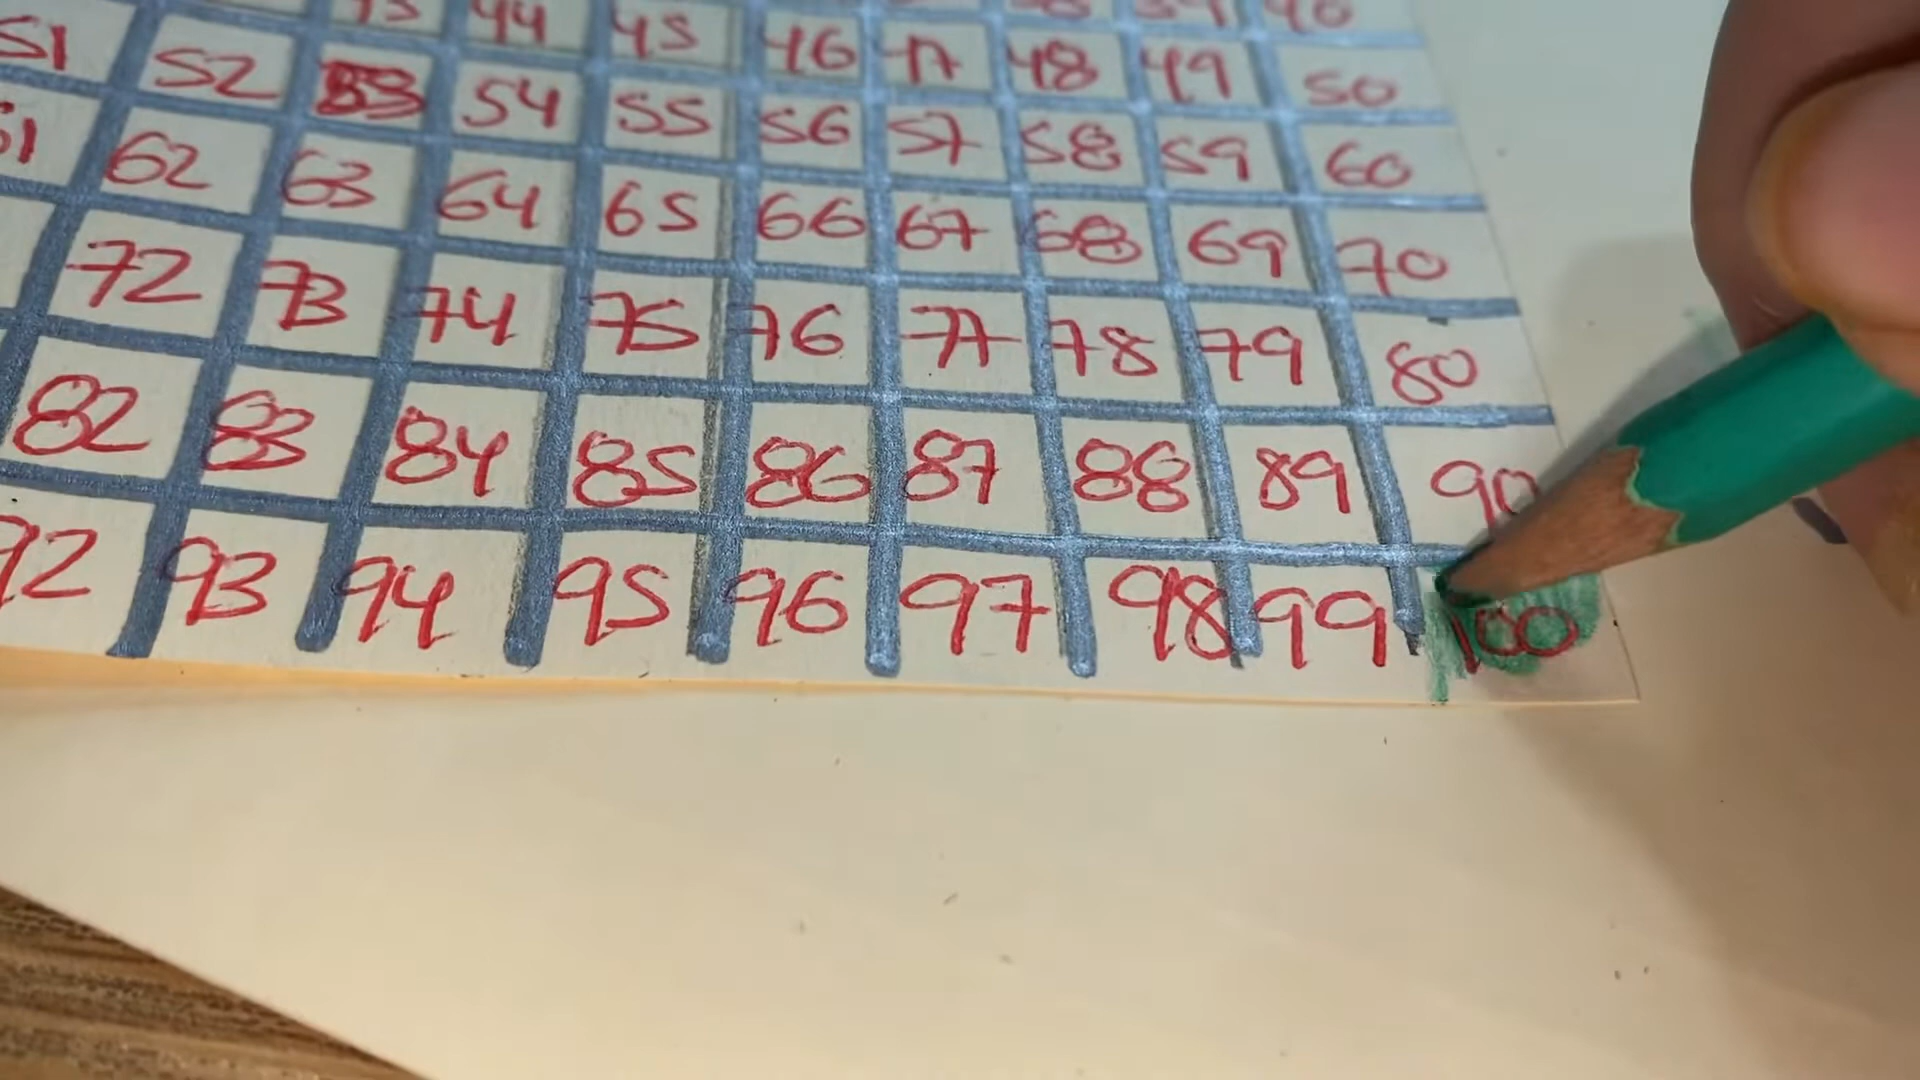 44 45 46 47 48 49 50
51 52 53 54 55 56 57 58 59 60
62 63 64 65 66 67 68 69 70
72 73 74 75 76 77 78 79 80
82 83 84 85 86 87 88 89 90
92 93 94 95 96 97 98 99 100